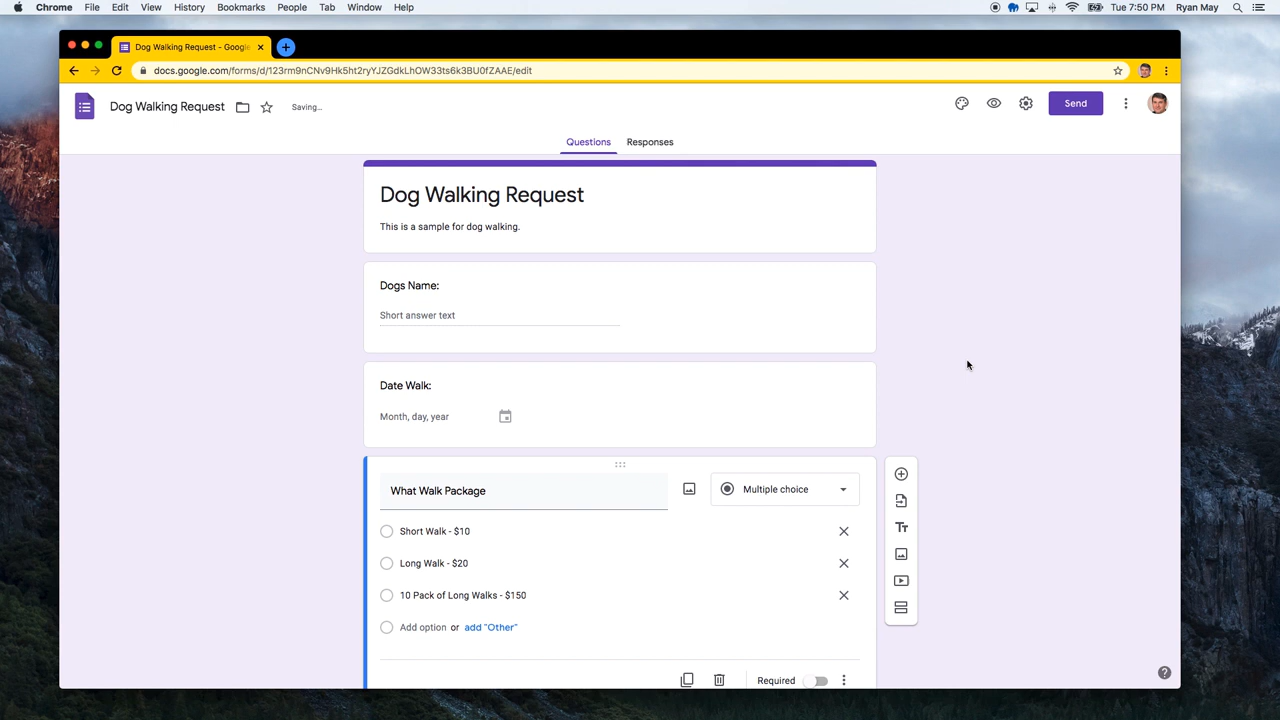 Chrome File Edit View History Bookmarks People Tab Window Help Tue 7:50 PM Ryan May
Dog Walking Request - Google
docs.google.com/forms/d/123rm9nCNv9Hk5ht2ryYJZGdkLhOW33ts6k3BU0fZAAE/edit
Dog Walking Request Saving... Send
Questions Responses
Dog Walking Request
This is a sample for dog walking.
Dogs Name:
Short answer text
Date Walk:
Month, day, year
What Walk Package Multiple choice
Short Walk - $10
Long Walk - $20
10 Pack of Long Walks - $150
Add option or add "Other"
Required